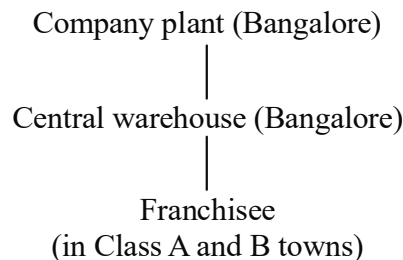 Company plant (Bangalore)
Central warehouse (Bangalore)
Franchisee
(in Class A and B towns)